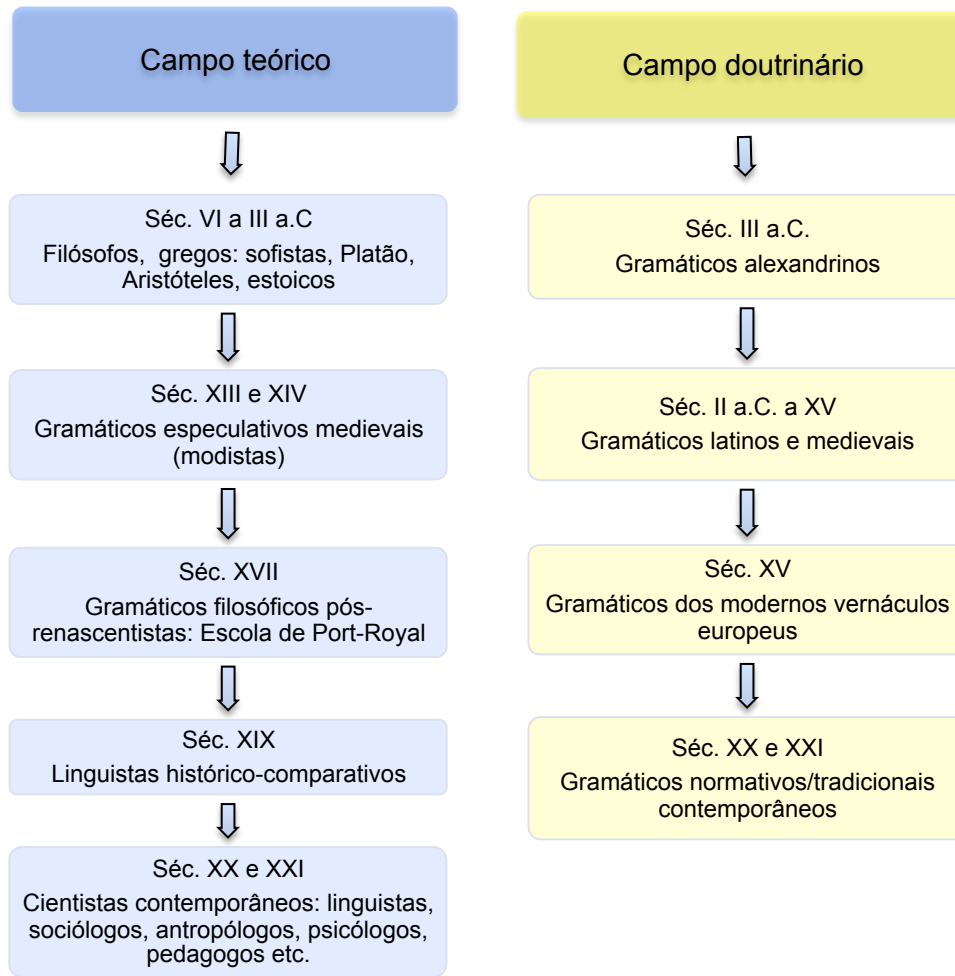 Campo teórico
Séc. VI a III a.C
Filósofos, gregos: sofistas, Platão,
Aristóteles, estoicos
Séc. XIII e XIV
Gramáticos especulativos medievais
(modistas)
Séc. XVII
Gramáticos filosóficos pós-
renascentistas: Escola de Port-Royal
Séc. XIX
Linguistas histórico-comparativos
Séc. XX e XXI
Cientistas contemporâneos: linguistas,
sociólogos, antropólogos, psicólogos,
pedagogos etc.
Campo doutrinário
Séc. III a.C.
Gramáticos alexandrinos
Séc. II a.C. a XV
Gramáticos latinos e medievais
Séc. XV
Gramáticos dos modernos vernáculos
europeus
Séc. XX e XXI
Gramáticos normativos/tradicionais
contemporâneos